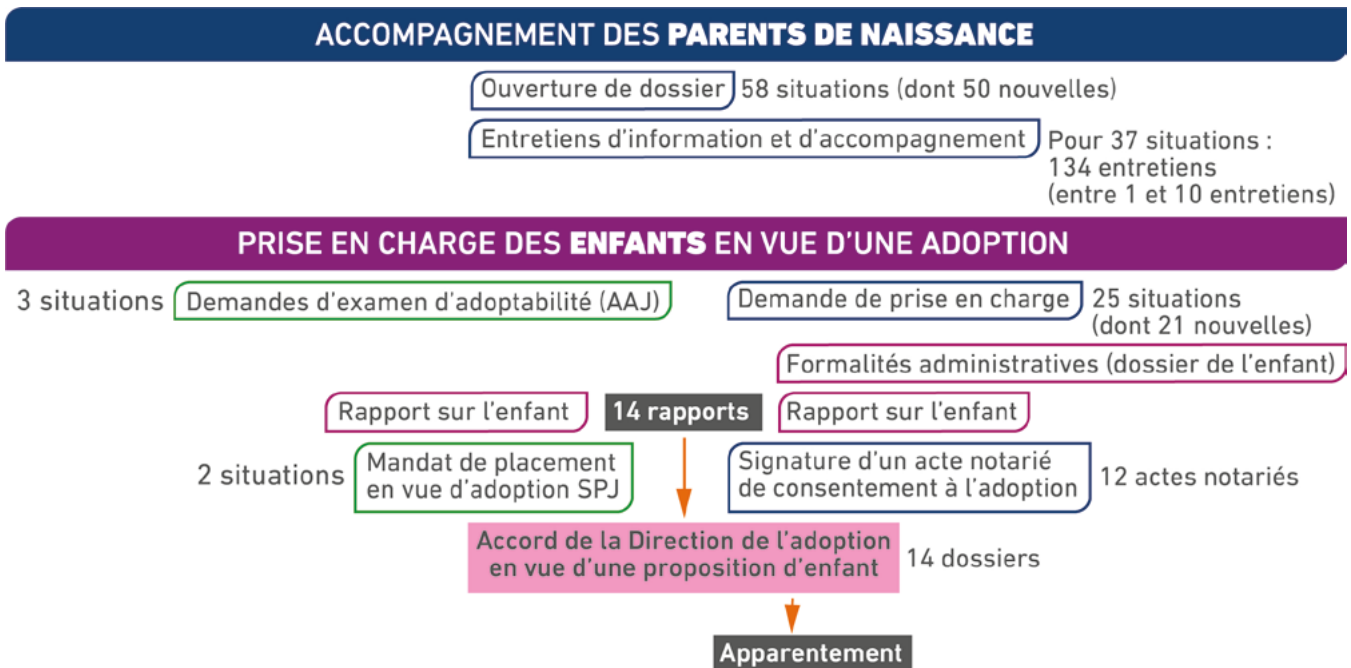 ACCOMPAGNEMENT DES PARENTS DE NAISSANCE
Ouverture de dossier 58 situations (dont 50 nouvelles)
Entretiens d'information et d'accompagnement
Pour 37 situations :
134 entretiens
(entre 1 et 10 entretiens)
PRISE EN CHARGE DES ENFANTS EN VUE D'UNE ADOPTION
3 situations Demandes d'examen d'adoptabilité (AAJ)
Demande de prise en charge
25 situations
(dont 21 nouvelles)
Formalités administratives (dossier de l'enfant)
Rapport sur l'enfant
14 rapports
Rapport sur l'enfant
2 situations
Mandat de placement
en vue d'adoption SPJ
Signature d'un acte notarié
de consentement à l'adoption
12 actes notariés
Accord de la Direction de l'adoption
en vue d'une proposition d'enfant
14 dossiers
Apparentement